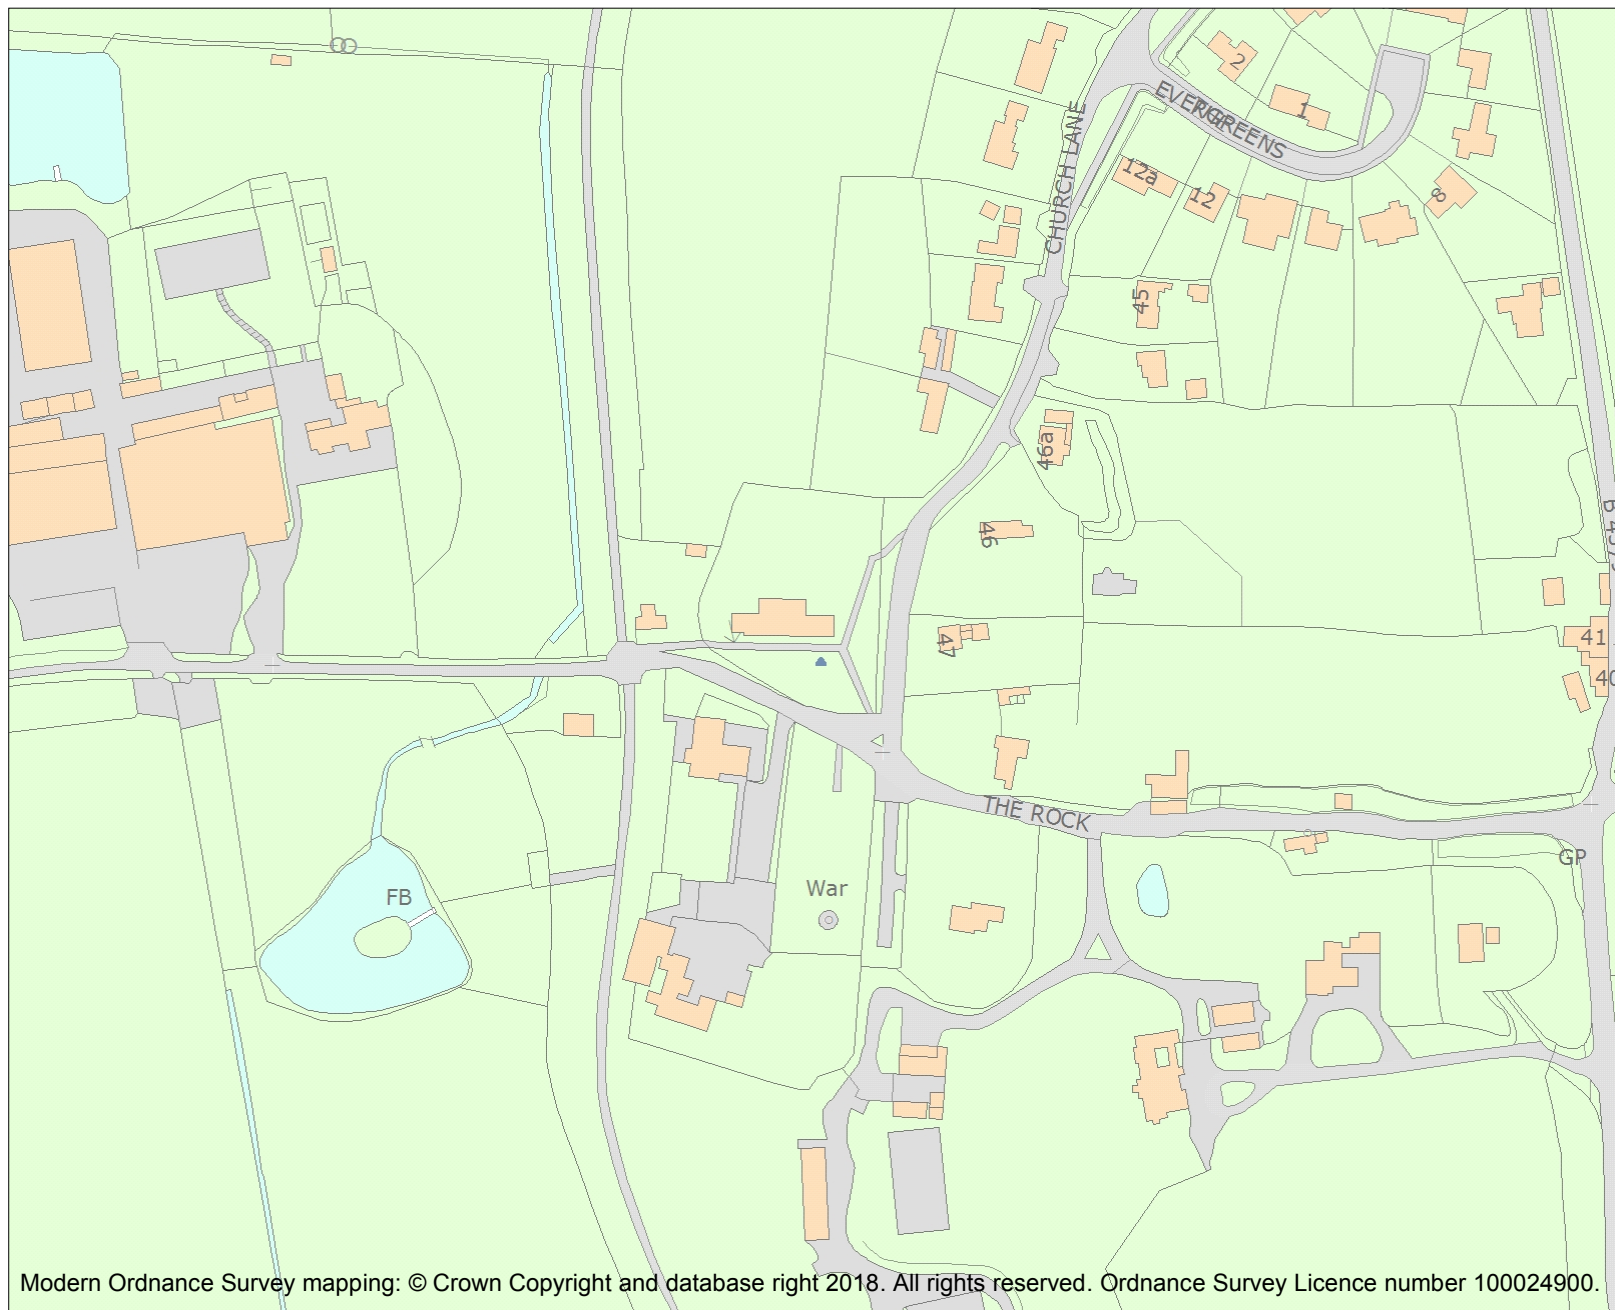 2
EVERGREENS
1
CHURCH LANE
12a
12
8
45
46a
46
47
41
40
THE ROCK
GP
War
FB
Modern Ordnance Survey mapping: © Crown Copyright and database right 2018. All rights reserved. Ordnance Survey Licence number 100024900.